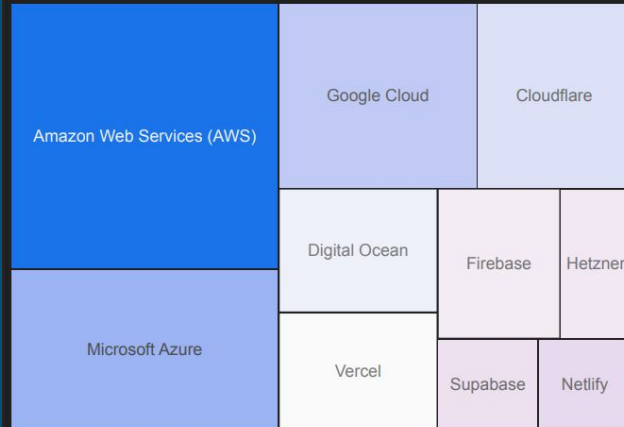 Amazon Web Services (AWS)
Google Cloud
Cloudflare
Microsoft Azure
Digital Ocean
Firebase
Hetzner
Vercel
Supabase
Netlify